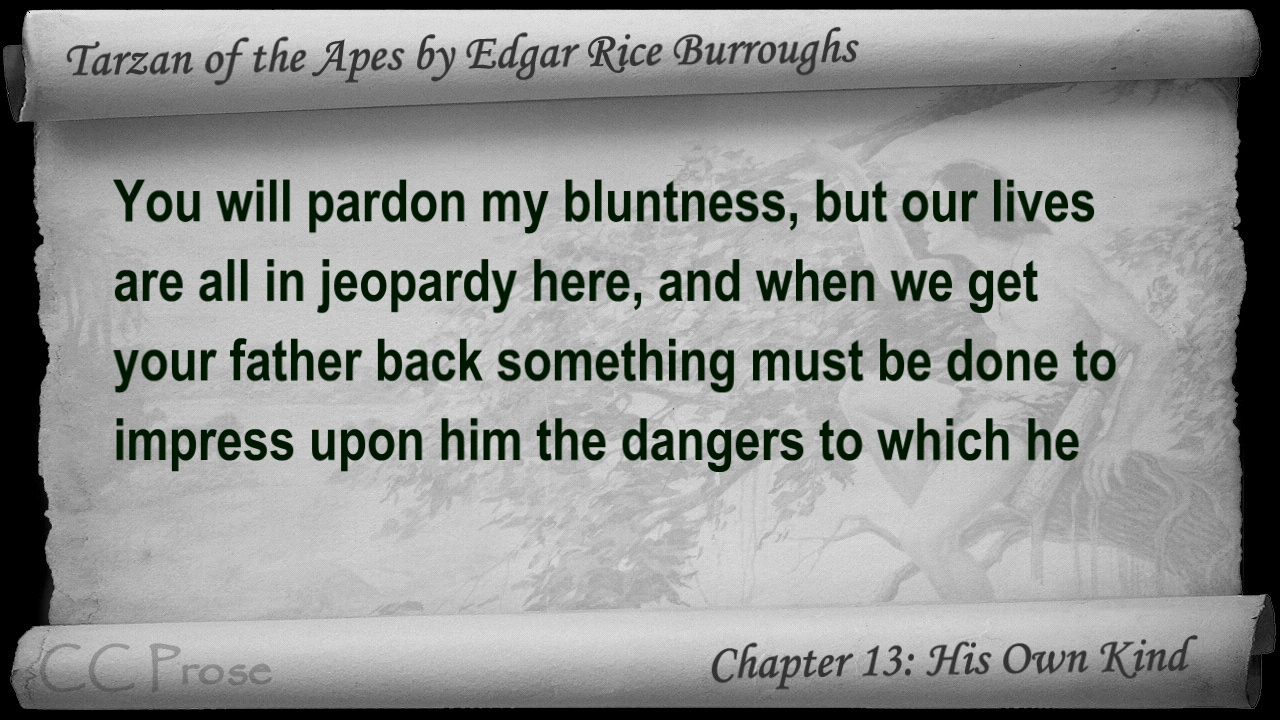 Tarzan of the Apes by Edgar Rice Burroughs
You will pardon my bluntness, but our lives
are all in jeopardy here, and when we get
your father back something must be done to
impress upon him the dangers to which he
CC Prose
Chapter 13: His Own Kind